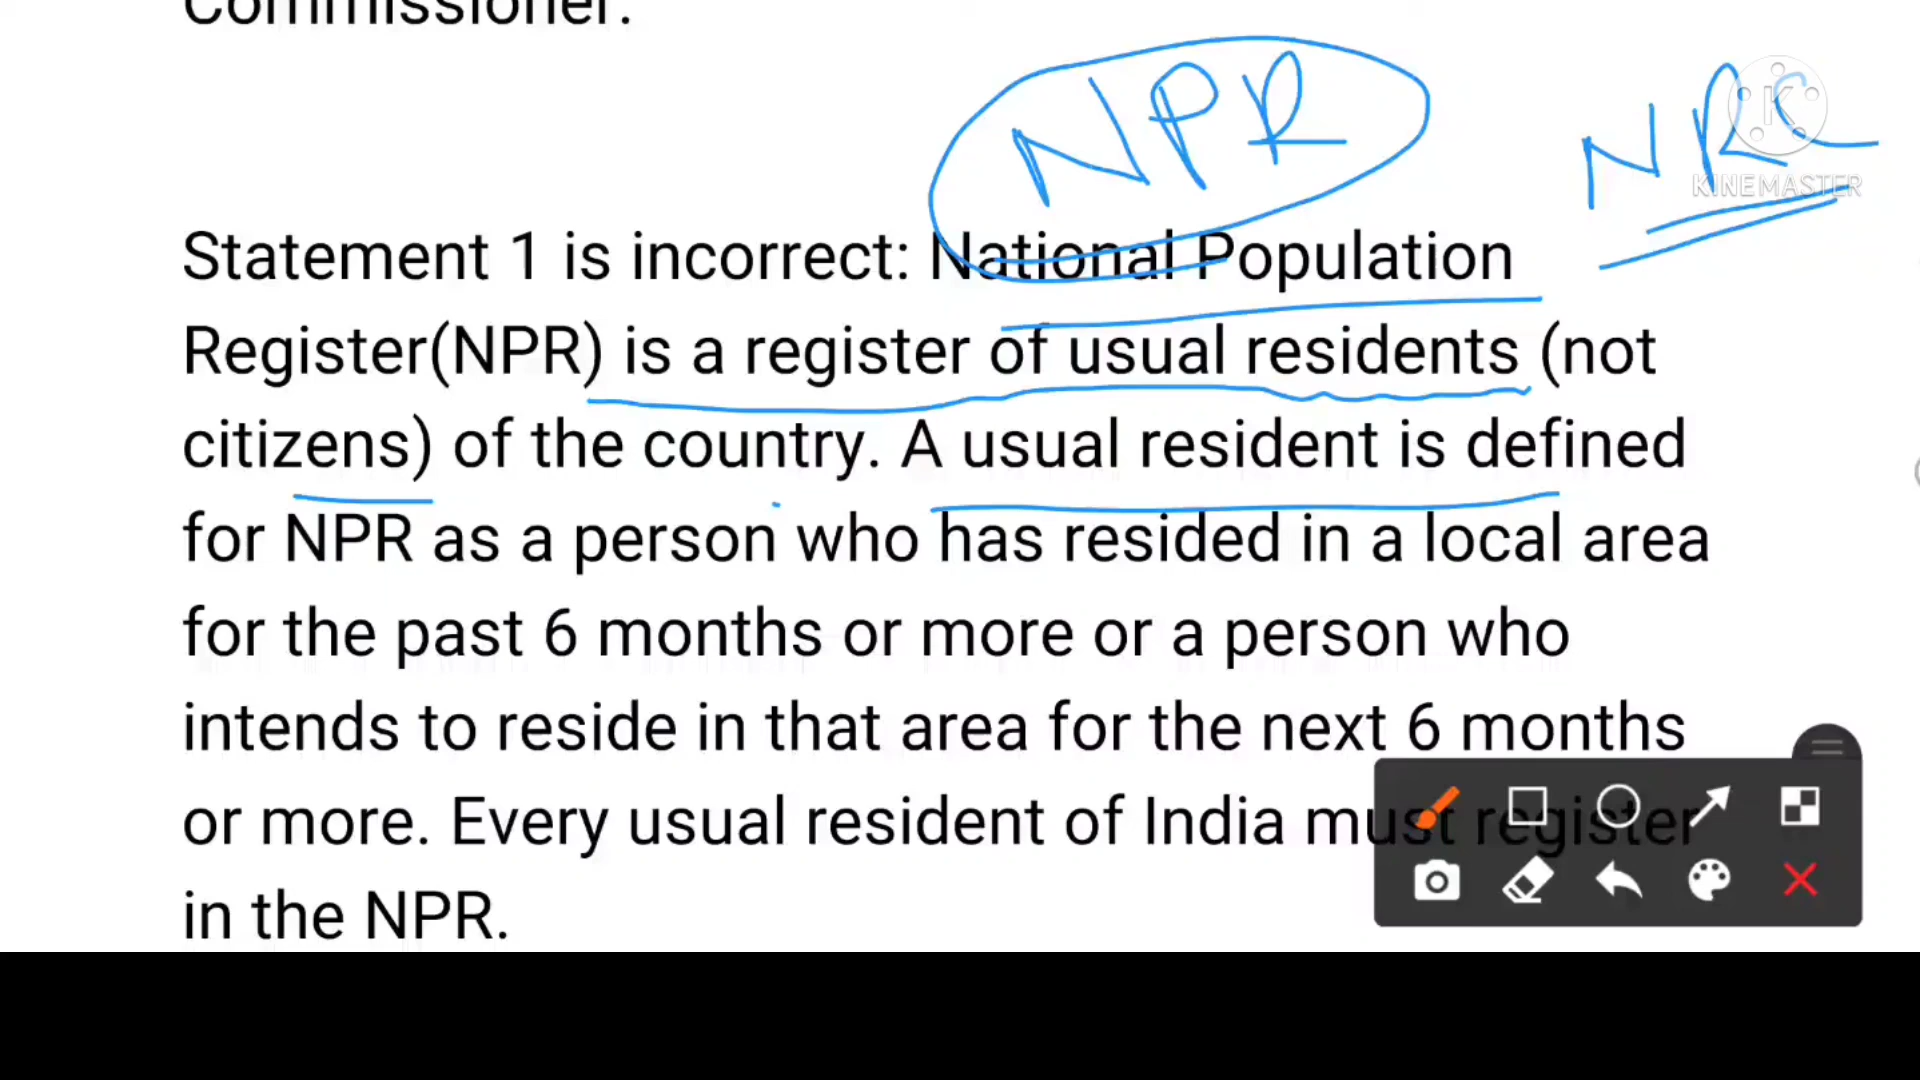 Commissioner.
NPR
NRC
KINEMASTER
Statement 1 is incorrect: National Population
Register(NPR) is a register of usual residents (not
citizens) of the country. A usual resident is defined
for NPR as a person who has resided in a local area
for the past 6 months or more or a person who
intends to reside in that area for the next 6 months
or more. Every usual resident of India must register
in the NPR.